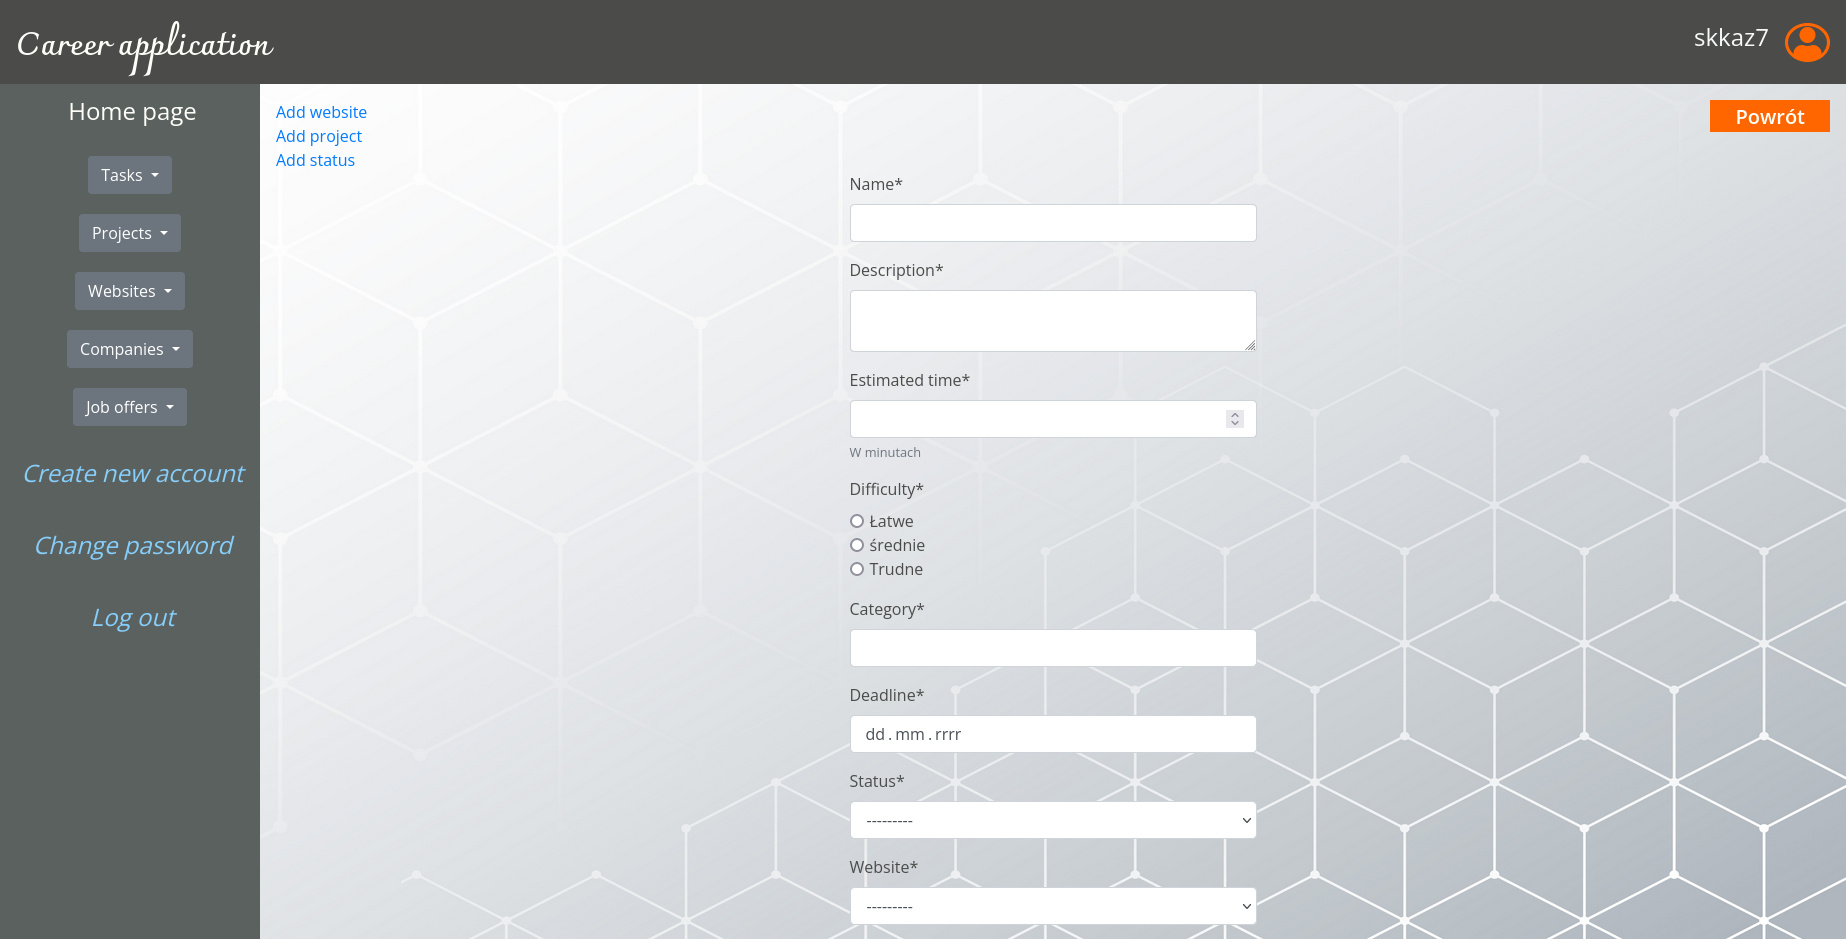 Career application
skkaz7
Home page
Tasks
Projects
Websites
Companies
Job offers
Create new account
Change password
Log out
Add website
Add project
Add status
Powrót
Name*
Description*
Estimated time*
W minutach
Difficulty*
Łatwe
średnie
Trudne
Category*
Deadline*
dd.mm.rrrr
Status*
---------
Website*
---------